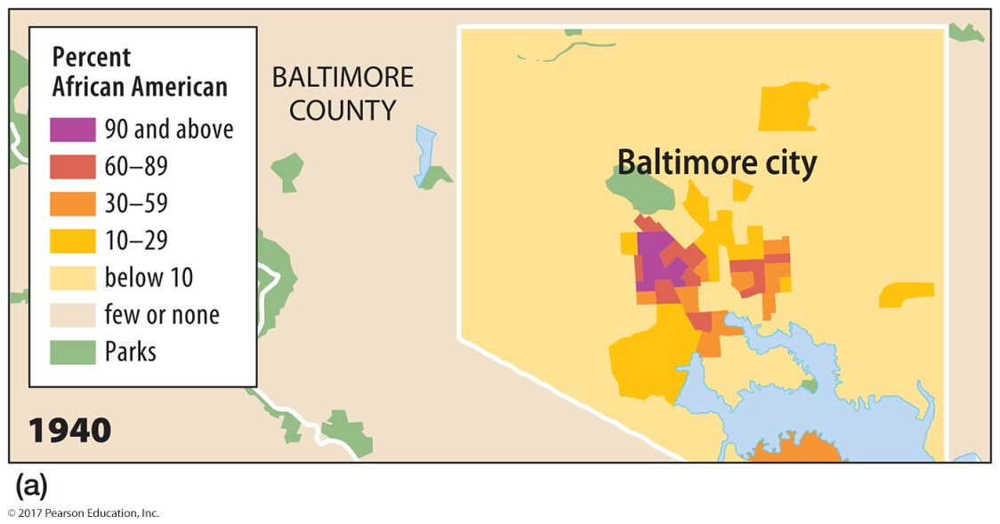 Percent
African American
90 and above
60–89
30–59
10–29
below 10
few or none
Parks
BALTIMORE
COUNTY
Baltimore city
1940
(a)
© 2017 Pearson Education, Inc.